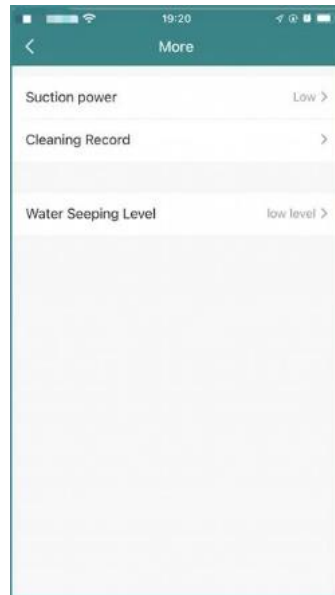 19:20
More
Suction power
Low >
Cleaning Record
>
Water Seeping Level
low level >